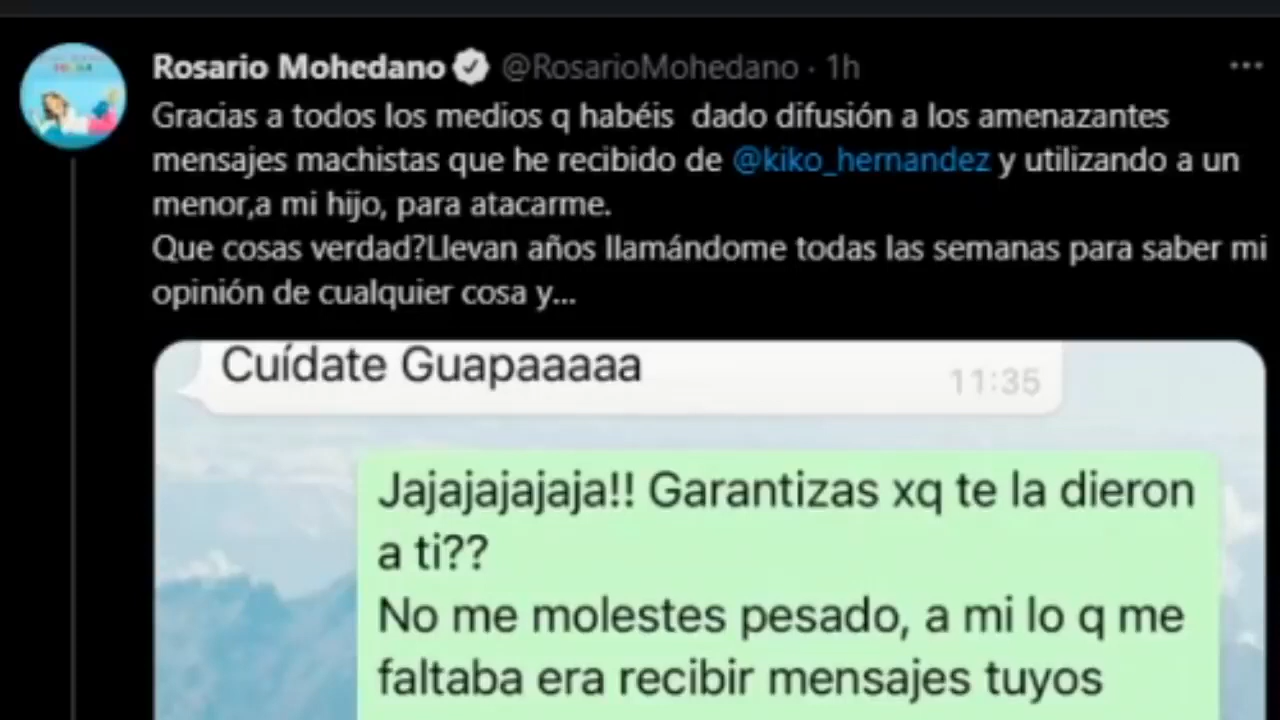 Rosario Mohedano @RosarioMohedano · 1h
Gracias a todos los medios q habéis dado difusión a los amenazantes
mensajes machistas que he recibido de @kiko_hernandez y utilizando a un
menor,a mi hijo, para atacarme.
Que cosas verdad?Llevan años llamándome todas las semanas para saber mi
opinión de cualquier cosa y...
Cuídate Guapaaaaa
11:35
Jajajajajaja!! Garantizas xq te la dieron
a ti??
No me molestes pesado, a mi lo q me
faltaba era recibir mensajes tuyos